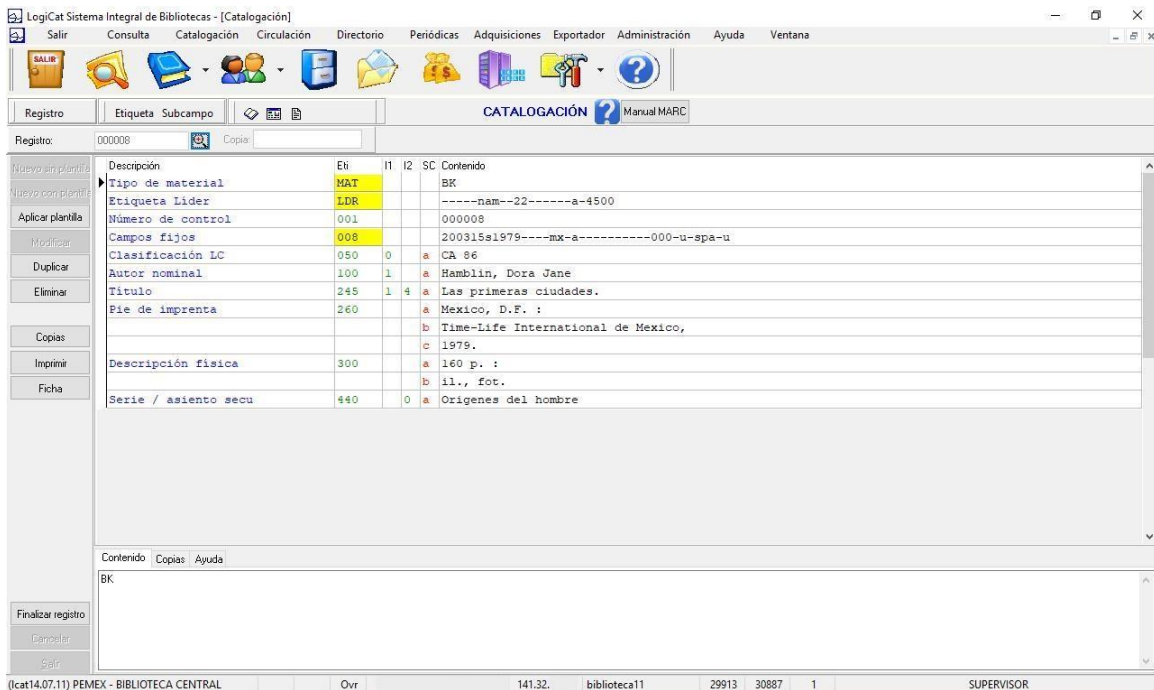 LogiCat Sistema Integral de Bibliotecas - [Catalogación]
Salir Consulta Catalogación Circulación Directorio Periódicas Adquisiciones Exportador Administración Ayuda Ventana
SALIR
Registro Etiqueta Subcampo CATALOGACIÓN Manual MARC
Registro: 000008 Copia:
Nuevo sin plantilla
Nuevo con plantilla
Aplicar plantilla
Modificar
Duplicar
Eliminar
Copias
Imprimir
Ficha
Descripción Eti I1 I2 SC Contenido
Tipo de material MAT BK
Etiqueta Líder LDR -----nam--22------a-4500
Número de control 001 000008
Campos fijos 008 200315s1979----mx-a----------000-u-spa-u
Clasificación LC 050 0 a CA 86
Autor nominal 100 1 a Hamblin, Dora Jane
Título 245 1 4 a Las primeras ciudades.
Pie de imprenta 260 a Mexico, D.F. :
b Time-Life International de Mexico,
c 1979.
Descripción física 300 a 160 p. :
b il., fot.
Serie / asiento secu 440 0 a Origenes del hombre
Contenido Copias Ayuda
BK
Finalizar registro
Cancelar
Salir
(lcat14.07.11) PEMEX - BIBLIOTECA CENTRAL Ovr 141.32. biblioteca11 29913 30887 1 SUPERVISOR